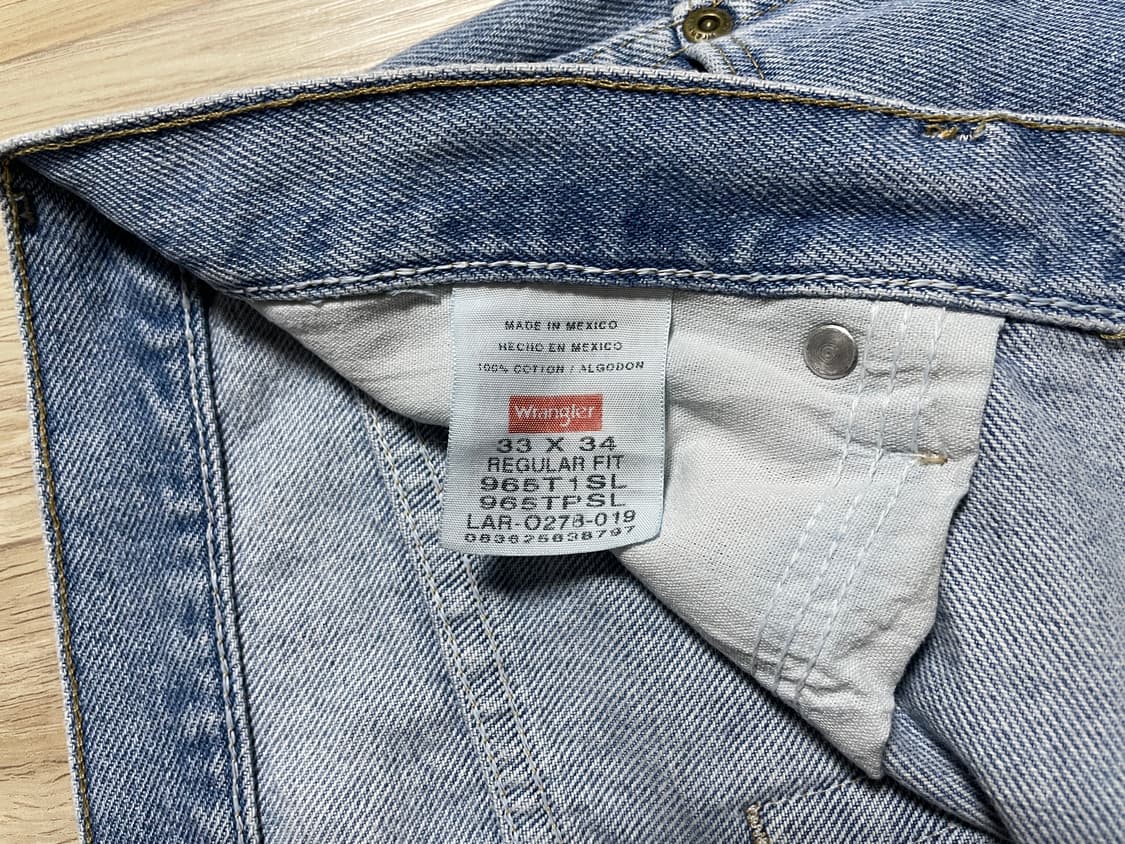 MADE IN MEXICO
HECHO EN MEXICO
100% COTTON / ALGODON
Wrangler
33 X 34
REGULAR FIT
965T1SL
965TPSL
LAR-0278-019
083625638797